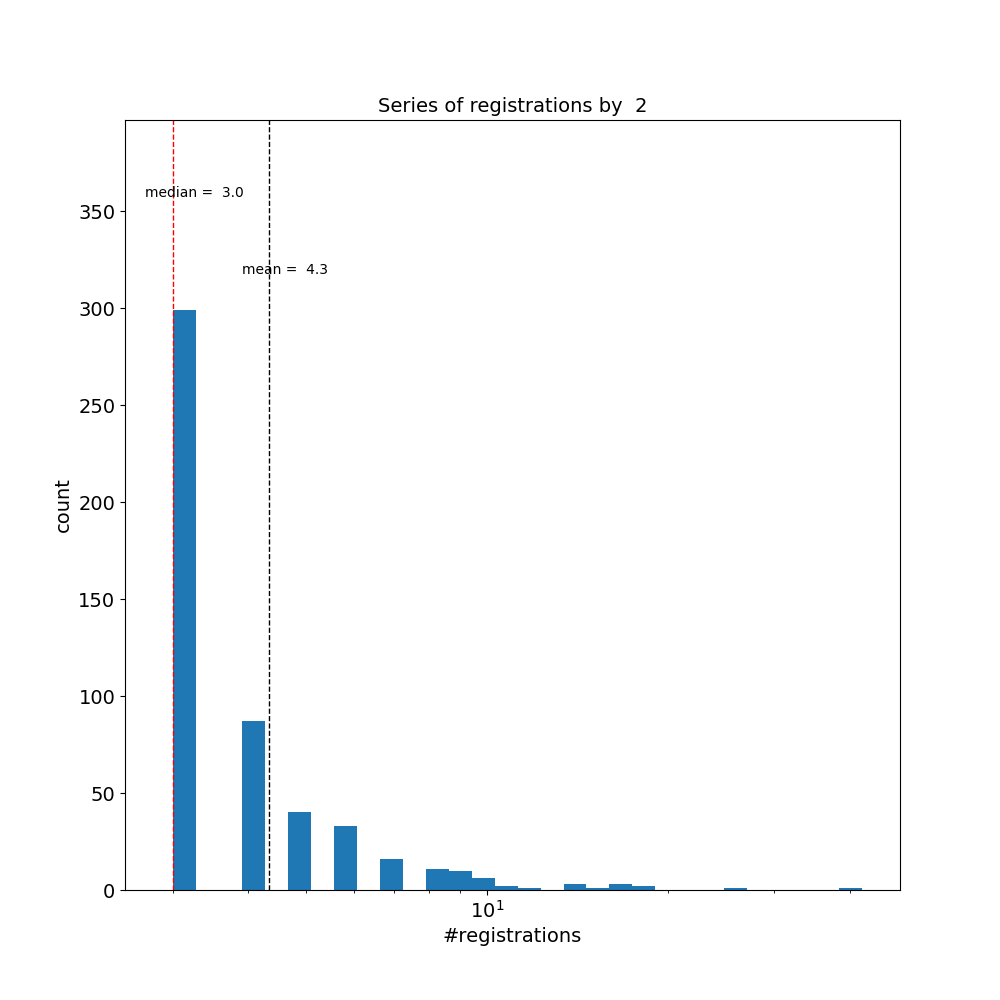 Series of registrations by  2
median =  3.0
mean =  4.3
350
300
250
200
150
100
50
0
count
10¹
#registrations